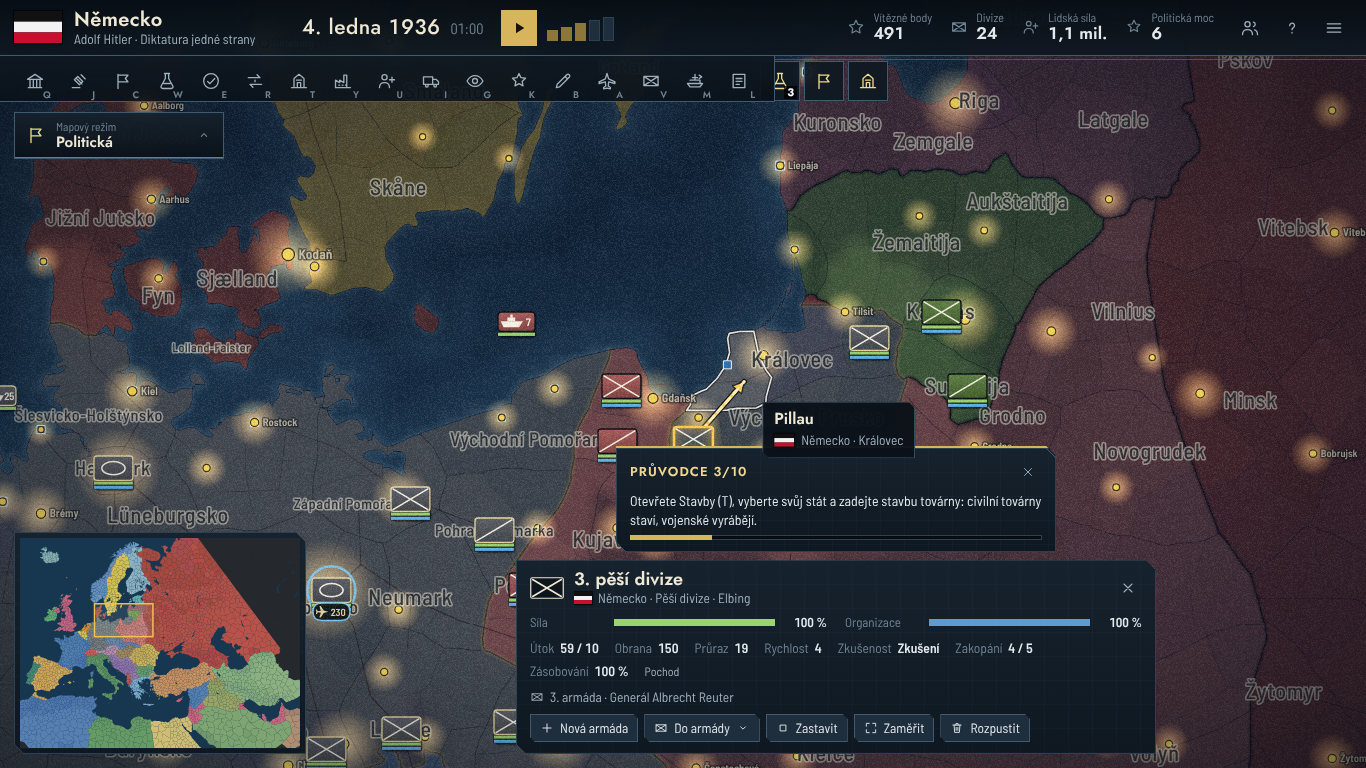 Německo
Adolf Hitler · Diktatura jedné strany
4. ledna 1936 01:00
Vítězné body
491
Divize
24
Lidská síla
1,1 mil.
Politická moc
6
?
Q J C W E R T Y U I G K B A V M L
3
Mapový režim
Politická
Aalborg
Riga
Pskov
Kuronsko
Zemgale
Latgale
Liepāja
Skåne
Aarhus
Jižní Jutsko
Aukštaitija
Žemaitija
Vitebsk
Kodaň
Sjælland
Fyn
Tilsit
Vilnius
7
Lolland-Falster
Královec
Kiel
25
Gdaňsk
Minsk
Šlesvicko-Holštýnsko
Rostock
Grodno
Pillau
Německo · Královec
Východní Pomořan
Novogrudek
Bobrujsk
Západní Pomořa
Brémy
Lüneburgsko
PRŮVODCE 3/10
Otevřete Stavby (T), vyberte svůj stát a zadejte stavbu továrny: civilní továrny
staví, vojenské vyrábějí.
230
Neumark
3. pěší divize
Německo · Pěší divize · Elbing
Síla 100 % Organizace 100 %
Útok 59 / 10 Obrana 150 Průraz 19 Rychlost 4 Zkušenost Zkušení Zakopání 4 / 5
Zásobování 100 % Pochod
3. armáda · Generál Albrecht Reuter
Nová armáda Do armády Zastavit Zaměřit Rozpustit
Žytomyr